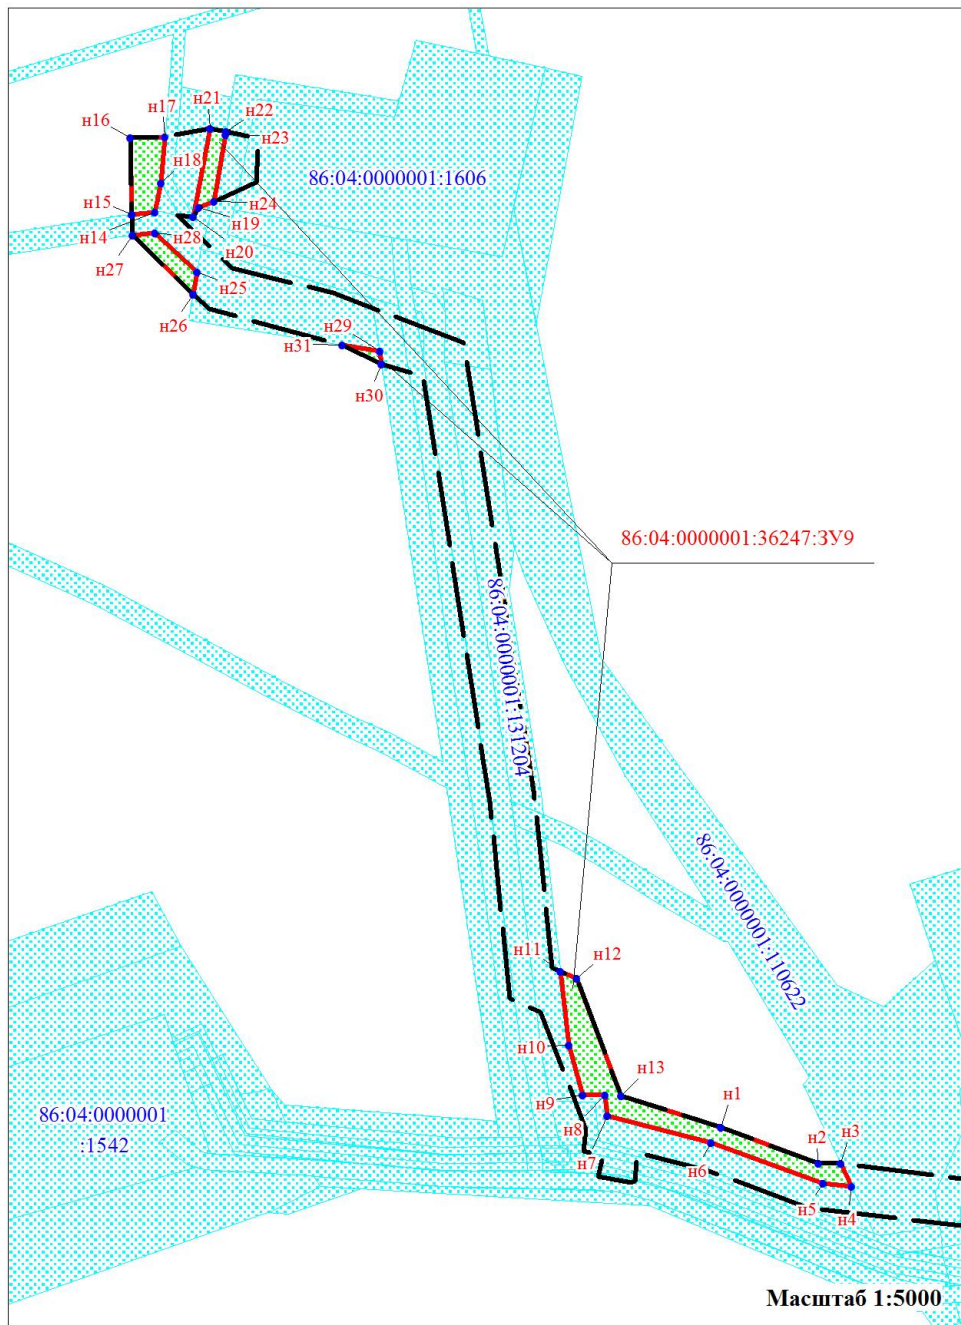 н21
н17
н22
н16
н23
н18
86:04:0000001:1606
н15
н24
н19
н14
н28
н20
н27
н25
н26
н29
н31
н30
86:04:0000001:36247:ЗУ9
86:04:0000001:131204
86:04:0000001:110622
н11
н12
н10
н13
н9
н1
86:04:0000001
:1542
н8
н2
н3
н7
н6
н5
н4
Масштаб 1:5000